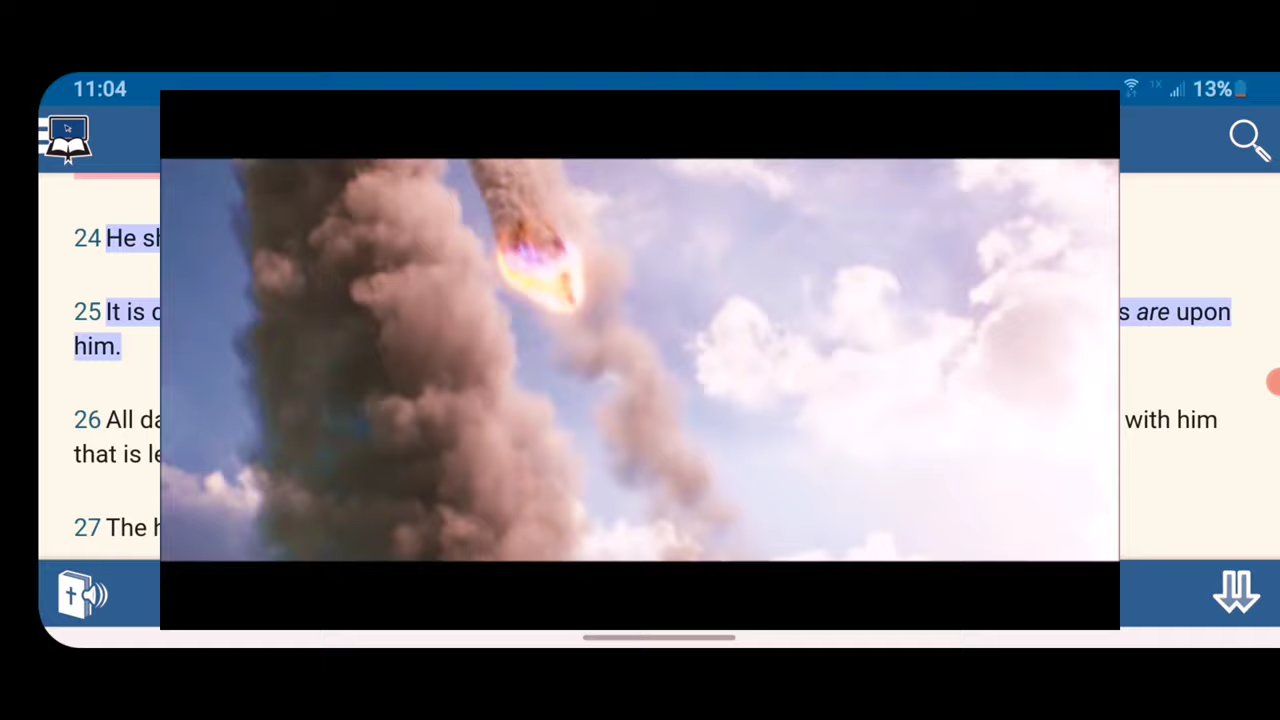 11:04
1X
13%
24 He sh
25 It is
s are upon
him.
26 All da
with him
that is le
27 The h